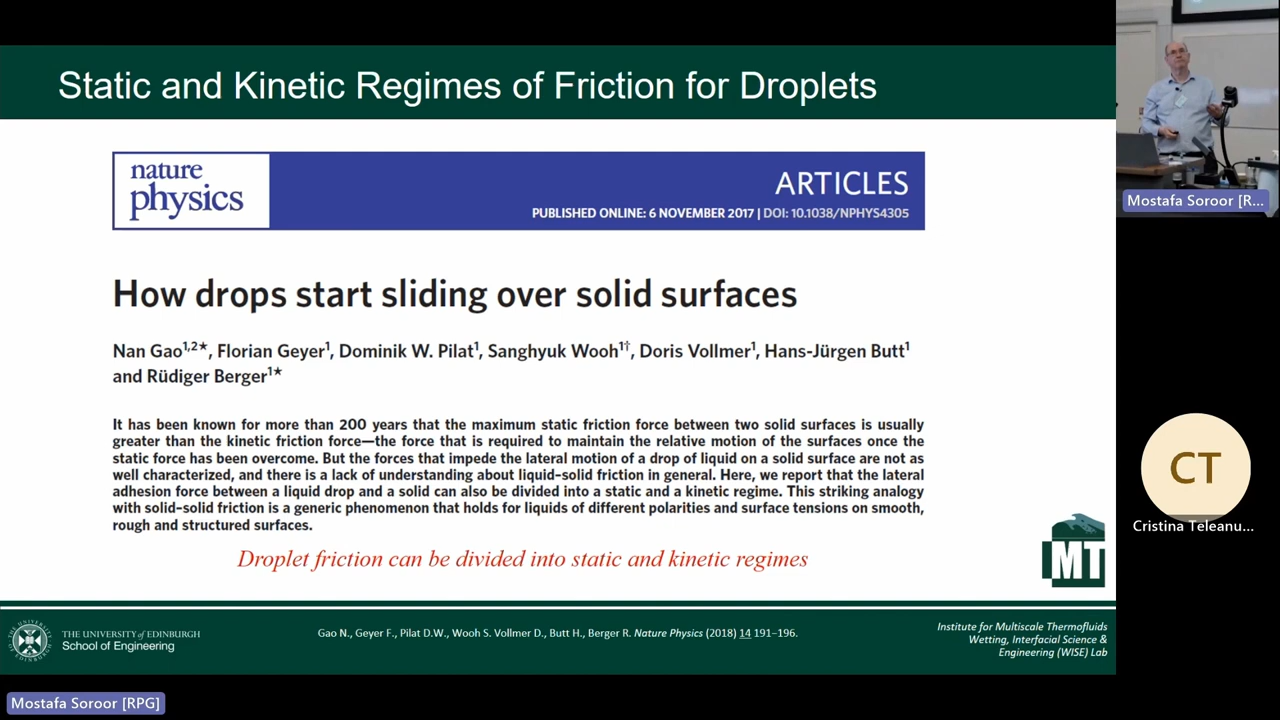 Static and Kinetic Regimes of Friction for Droplets
nature
physics
ARTICLES
PUBLISHED ONLINE: 6 NOVEMBER 2017 | DOI: 10.1038/NPHYS4305
How drops start sliding over solid surfaces
Nan Gao1,2★, Florian Geyer1, Dominik W. Pilat1, Sanghyuk Wooh1†, Doris Vollmer1, Hans-Jürgen Butt1
and Rüdiger Berger1★
It has been known for more than 200 years that the maximum static friction force between two solid surfaces is usually
greater than the kinetic friction force—the force that is required to maintain the relative motion of the surfaces once the
static force has been overcome. But the forces that impede the lateral motion of a drop of liquid on a solid surface are not as
well characterized, and there is a lack of understanding about liquid–solid friction in general. Here, we report that the lateral
adhesion force between a liquid drop and a solid can also be divided into a static and a kinetic regime. This striking analogy
with solid–solid friction is a generic phenomenon that holds for liquids of different polarities and surface tensions on smooth,
rough and structured surfaces.
Droplet friction can be divided into static and kinetic regimes
IMT
THE UNIVERSITY of EDINBURGH
School of Engineering
Gao N., Geyer F., Pilat D.W., Wooh S. Vollmer D., Butt H., Berger R. Nature Physics (2018) 14 191–196.
Institute for Multiscale Thermofluids
Wetting, Interfacial Science &
Engineering (WISE) Lab
Mostafa Soroor [R...
CT
Cristina Teleanu...
Mostafa Soroor [RPG]